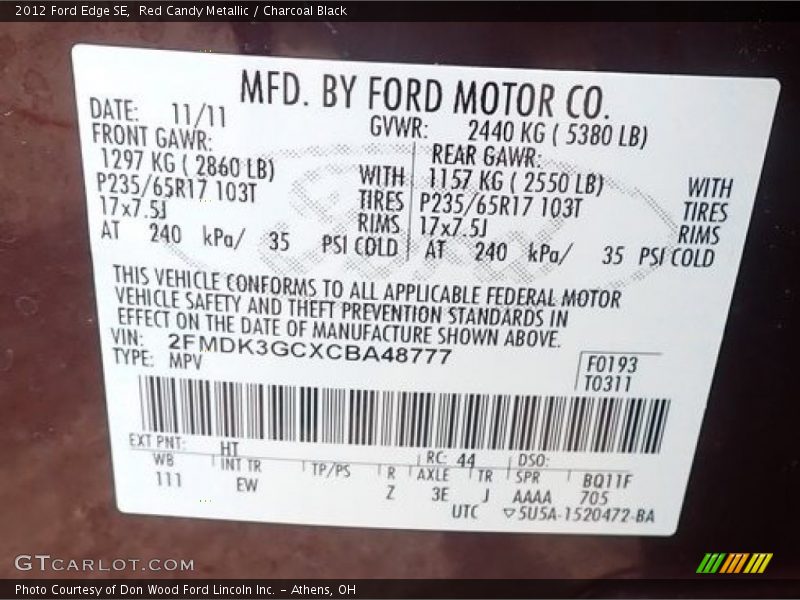 2012 Ford Edge SE,  Red Candy Metallic / Charcoal Black
MFD. BY FORD MOTOR CO.
DATE: 11/11 GVWR: 2440 KG ( 5380 LB)
FRONT GAWR: REAR GAWR:
1297 KG ( 2860 LB) WITH 1157 KG ( 2550 LB) WITH
P235/65R17 103T TIRES P235/65R17 103T TIRES
17x7.5J RIMS 17x7.5J RIMS
AT 240 kPa/ 35 PSI COLD AT 240 kPa/ 35 PSI COLD
THIS VEHICLE CONFORMS TO ALL APPLICABLE FEDERAL MOTOR
VEHICLE SAFETY AND THEFT PREVENTION STANDARDS IN
EFFECT ON THE DATE OF MANUFACTURE SHOWN ABOVE.
VIN: 2FMDK3GCXCBA48777
TYPE: MPV F0193
T0311
EXT PNT: HT RC: 44 DSO:
WB INT TR TP/PS R AXLE TR SPR BQ11F
111 EW Z 3E J AAAA 705
UTC ▽5U5A-1520472-BA
Ford
GTCARLOT.COM
Photo Courtesy of Don Wood Ford Lincoln Inc. - Athens, OH